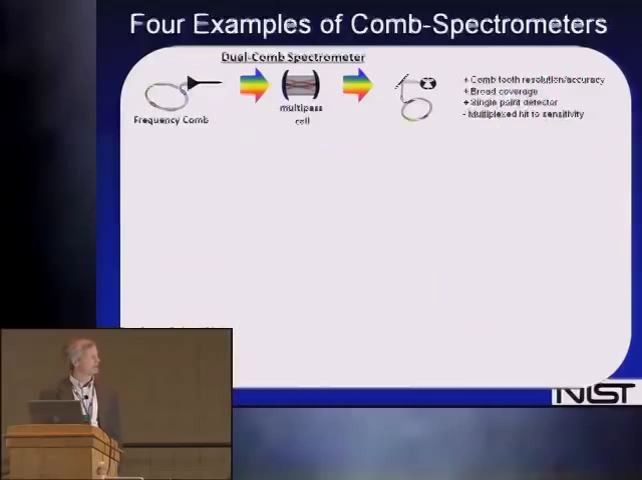 Four Examples of Comb-Spectrometers
Dual-Comb Spectrometer
Frequency Comb
multipass
cell
+ Comb tooth resolution/accuracy
+ Broad coverage
+ Single point detector
- Multiplexed hit to sensitivity
NIST